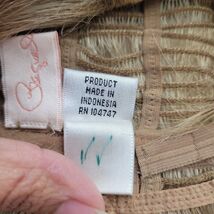 PRODUCT
MADE IN
INDONESIA
RN 104747